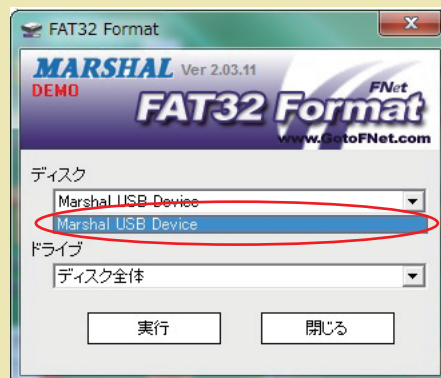 FAT32 Format
MARSHAL Ver 2.03.11
DEMO
FNet
FAT32 Format
www.GotoFNet.com
ディスク
Marshal USB Device
Marshal USB Device
ドライブ
ディスク全体
実行 閉じる